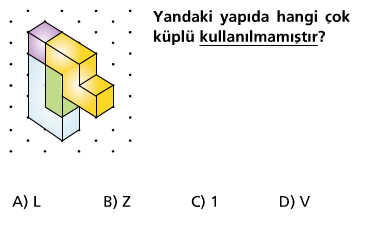 Yandaki yapıda hangi çok
küplü kullanılmamıştır?
A) L B) Z C) 1 D) V